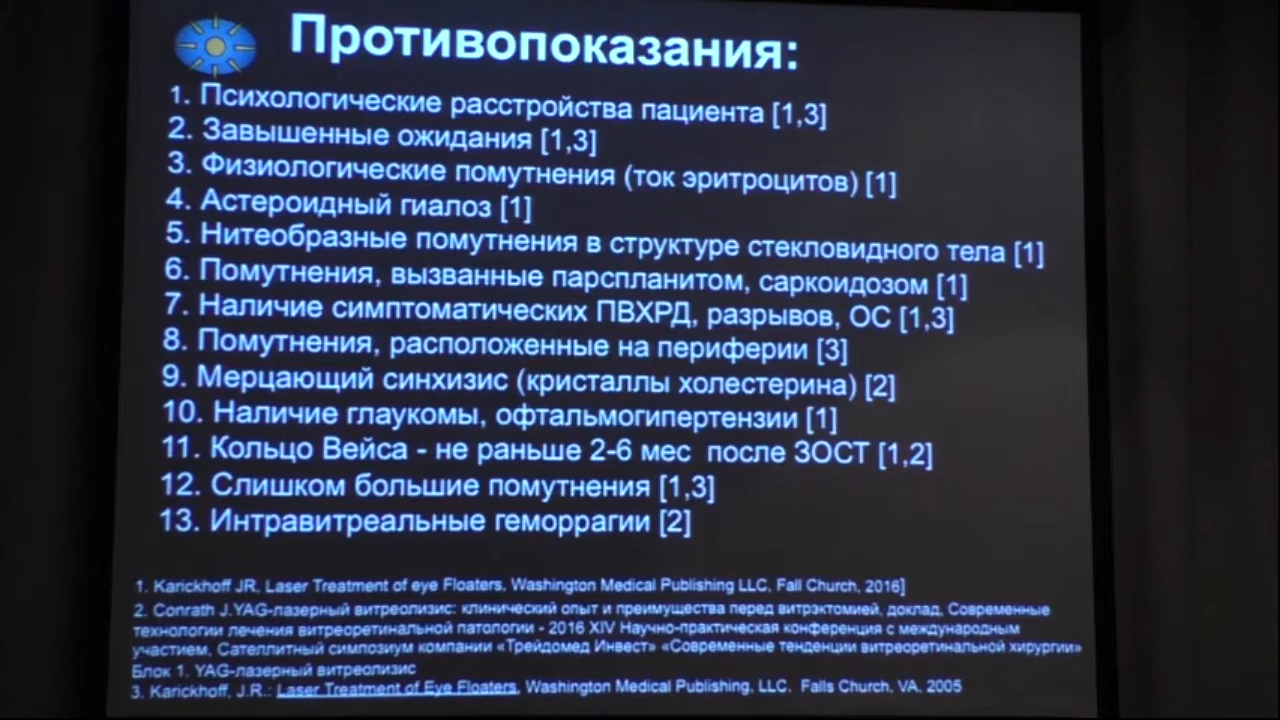 Противопоказания:
1. Психологические расстройства пациента [1,3]
2. Завышенные ожидания [1,3]
3. Физиологические помутнения (ток эритроцитов) [1]
4. Астероидный гиалоз [1]
5. Нитеобразные помутнения в структуре стекловидного тела [1]
6. Помутнения, вызванные парспланитом, саркоидозом [1]
7. Наличие симптоматических ПВХРД, разрывов, ОС [1,3]
8. Помутнения, расположенные на периферии [3]
9. Мерцающий синхизис (кристаллы холестерина) [2]
10. Наличие глаукомы, офтальмогипертензии [1]
11. Кольцо Вейса - не раньше 2-6 мес после ЗОСТ [1,2]
12. Слишком большие помутнения [1,3]
13. Интравитреальные геморрагии [2]
1. Karickhoff JR, Laser Treatment of eye Floaters, Washington Medical Publishing LLC, Fall Church, 2016]
2. Conrath J.YAG-лазерный витреолизис: клинический опыт и преимущества перед витрэктомией, доклад, Современные
технологии лечения витреоретинальной патологии - 2016 XIV Научно-практическая конференция с международным
участием, Сателлитный симпозиум компании «Трейдомед Инвест» «Современные тенденции витреоретинальной хирургии»
Блок 1. YAG-лазерный витреолизис
3. Karickhoff, J.R.: Laser Treatment of Eye Floaters, Washington Medical Publishing, LLC. Falls Church, VA, 2005